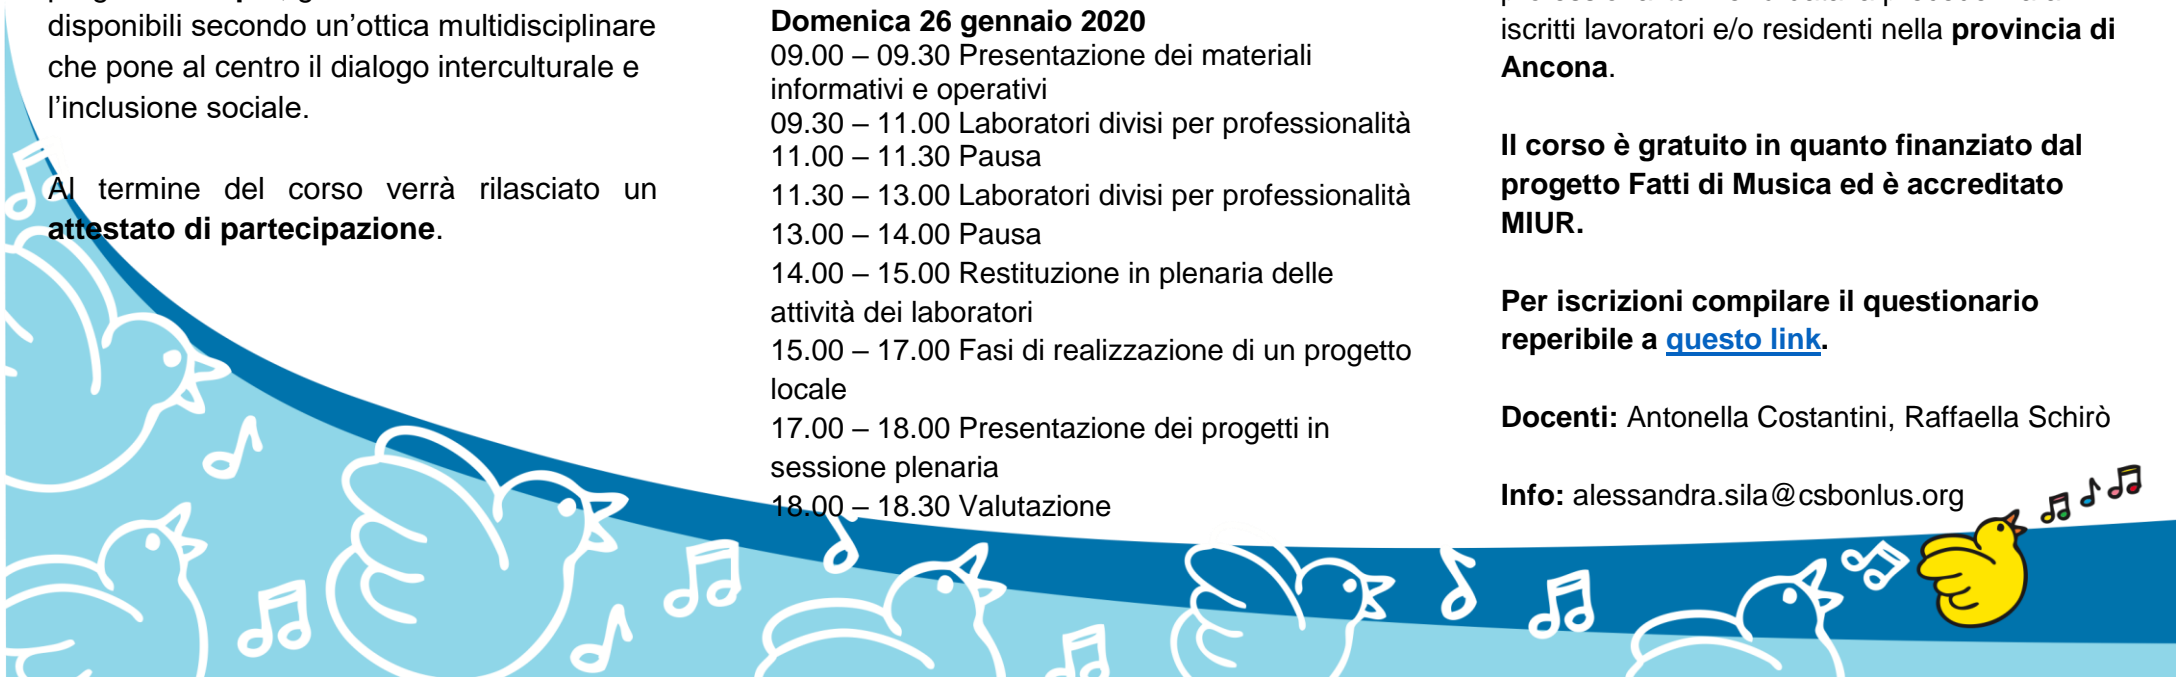 disponibili secondo un'ottica multidisciplinare
che pone al centro il dialogo interculturale e
l'inclusione sociale.
Al termine del corso verrà rilasciato un
attestato di partecipazione.
Domenica 26 gennaio 2020
09.00 – 09.30 Presentazione dei materiali
informativi e operativi
09.30 – 11.00 Laboratori divisi per professionalità
11.00 – 11.30 Pausa
11.30 – 13.00 Laboratori divisi per professionalità
13.00 – 14.00 Pausa
14.00 – 15.00 Restituzione in plenaria delle
attività dei laboratori
15.00 – 17.00 Fasi di realizzazione di un progetto
locale
17.00 – 18.00 Presentazione dei progetti in
sessione plenaria
18.00 – 18.30 Valutazione
iscritti lavoratori e/o residenti nella provincia di
Ancona.
Il corso è gratuito in quanto finanziato dal
progetto Fatti di Musica ed è accreditato
MIUR.
Per iscrizioni compilare il questionario
reperibile a questo link.
Docenti: Antonella Costantini, Raffaella Schirò
Info: alessandra.sila@csbonlus.org